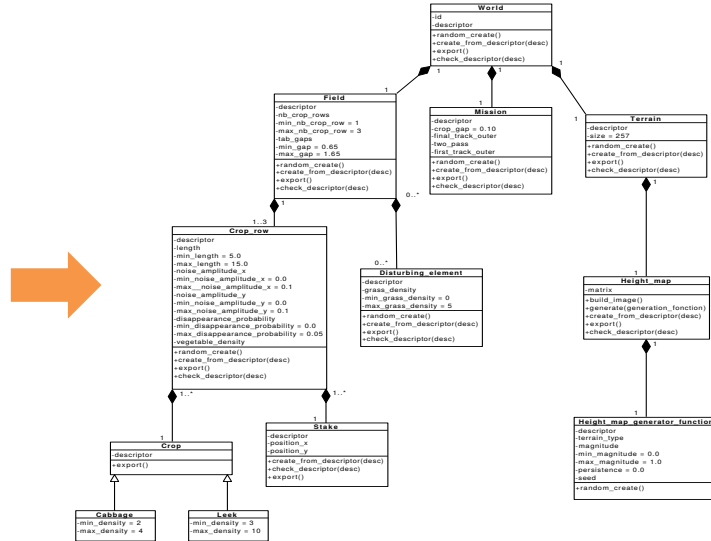 World
-id
-descriptor
+random_create()
+create_from_descriptor(desc)
+export()
+check_descriptor(desc)
1
1
1
1
1
1
Field
-descriptor
-nb_crop_rows
-min_nb_crop_row = 1
-max_nb_crop_row = 3
-tab_gaps
-min_gap = 0.65
-max_gap = 1.65
+random_create()
+create_from_descriptor(desc)
+export()
+check_descriptor(desc)
Mission
-descriptor
-crop_gap = 0.10
-final_track_outer
-two_pass
-first_track_outer
+random_create()
+create_from_descriptor(desc)
+export()
+check_descriptor(desc)
Terrain
-descriptor
-size = 257
+random_create()
+create_from_descriptor(desc)
+export()
+check_descriptor(desc)
1
0..*
1
1..3
0..*
1
Crop_row
-descriptor
-length
-min_length = 5.0
-max_length = 15.0
-noise_amplitude_x
-min_noise_amplitude_x = 0.0
-max__noise_amplitude_x = 0.1
-noise_amplitude_y
-min_noise_amplitude_y = 0.0
-max_noise_amplitude_y = 0.1
-disappearance_probability
-min_disappearance_probability = 0.0
-max_disappearance_probability = 0.05
-vegetable_density
+random_create()
+create_from_descriptor(desc)
+export()
+check_descriptor(desc)
Disturbing_element
-descriptor
-grass_density
-min_grass_density = 0
-max_grass_density = 5
+random_create()
+create_from_descriptor(desc)
+export()
+check_descriptor(desc)
Height_map
-matrix
+build_image()
+generate(generation_fonction)
+create_from_descriptor(desc)
+export()
+check_descriptor(desc)
1..*
1..*
1
1
1
1
Crop
-descriptor
+export()
Stake
-descriptor
-position_x
-position_y
+create_from_descriptor(desc)
+check_descriptor(desc)
+export()
Height_map_generator_function
-descriptor
-terrain_type
-magnitude
-min_magnitude = 0.0
-max_magnitude = 1.0
-persistence = 0.0
-seed
+random_create()
Cabbage
-min_density = 2
-max_density = 4
Leek
-min_density = 3
-max_density = 10